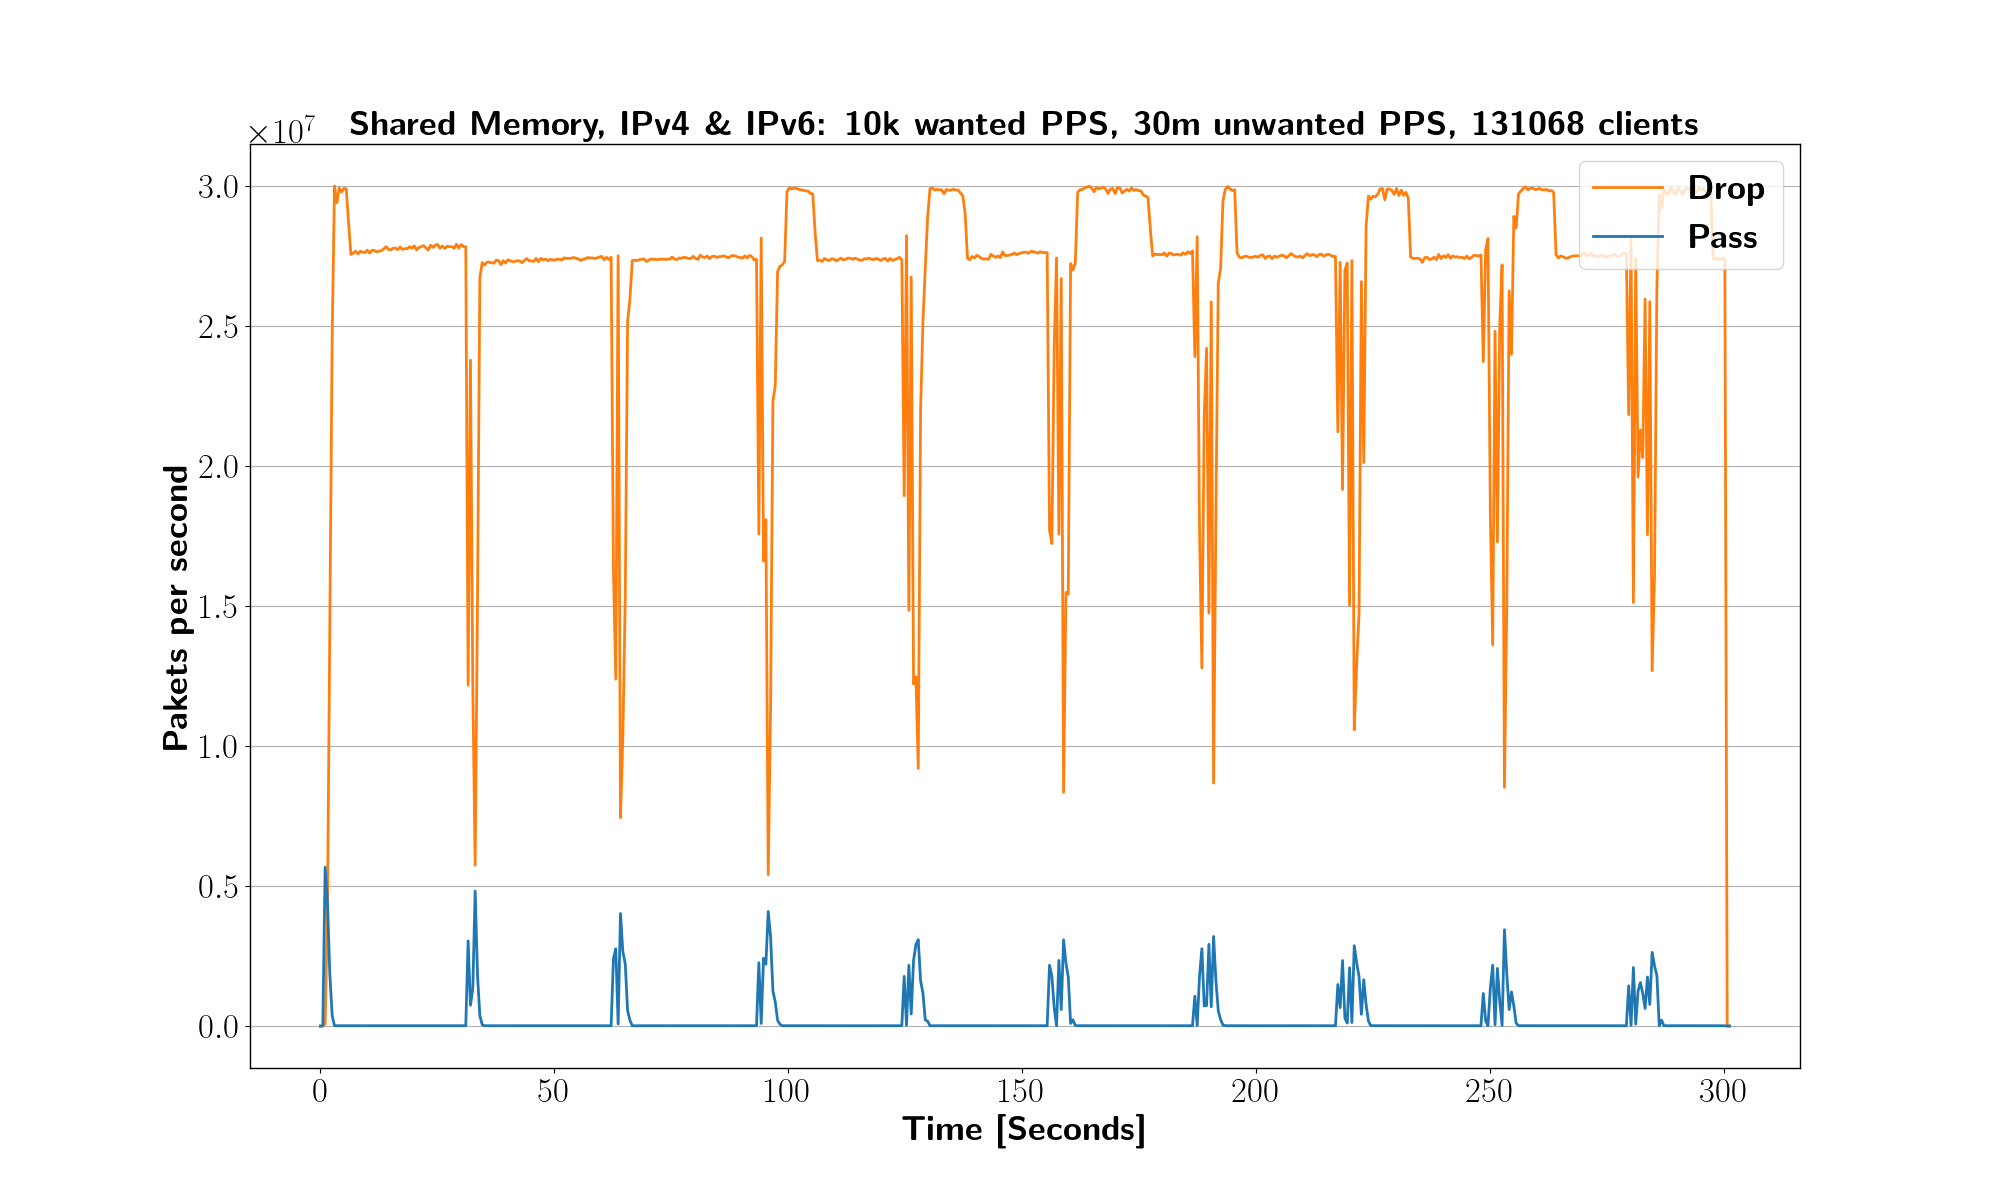 ×10⁷
Shared Memory, IPv4 & IPv6: 10k wanted PPS, 30m unwanted PPS, 131068 clients
Drop
Pass
3.0
2.5
2.0
1.5
1.0
0.5
0.0
Pakets per second
0 50 100 150 200 250 300
Time [Seconds]